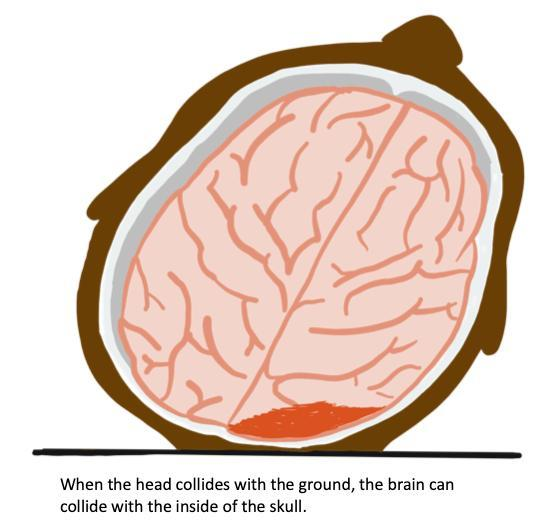 When the head collides with the ground, the brain can
collide with the inside of the skull.